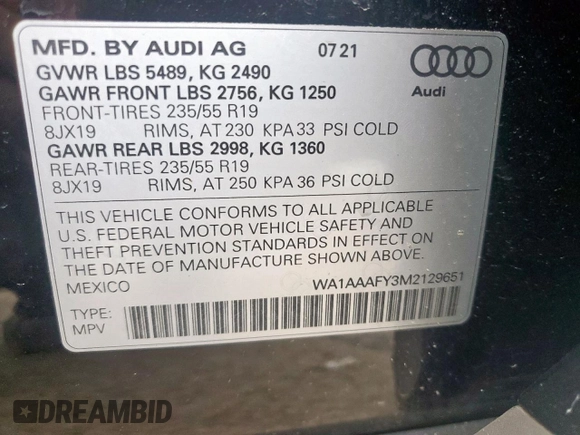 MFD. BY AUDI AG 07 21
GVWR LBS 5489, KG 2490
GAWR FRONT LBS 2756, KG 1250
FRONT-TIRES 235/55 R19
8JX19 RIMS, AT 230 KPA 33 PSI COLD
GAWR REAR LBS 2998, KG 1360
REAR-TIRES 235/55 R19
8JX19 RIMS, AT 250 KPA 36 PSI COLD
Audi
THIS VEHICLE CONFORMS TO ALL APPLICABLE
U.S. FEDERAL MOTOR VEHICLE SAFETY AND
THEFT PREVENTION STANDARDS IN EFFECT ON
THE DATE OF MANUFACTURE SHOWN ABOVE.
MEXICO WA1AAAFY3M2129651
TYPE:
MPV
DREAMBID